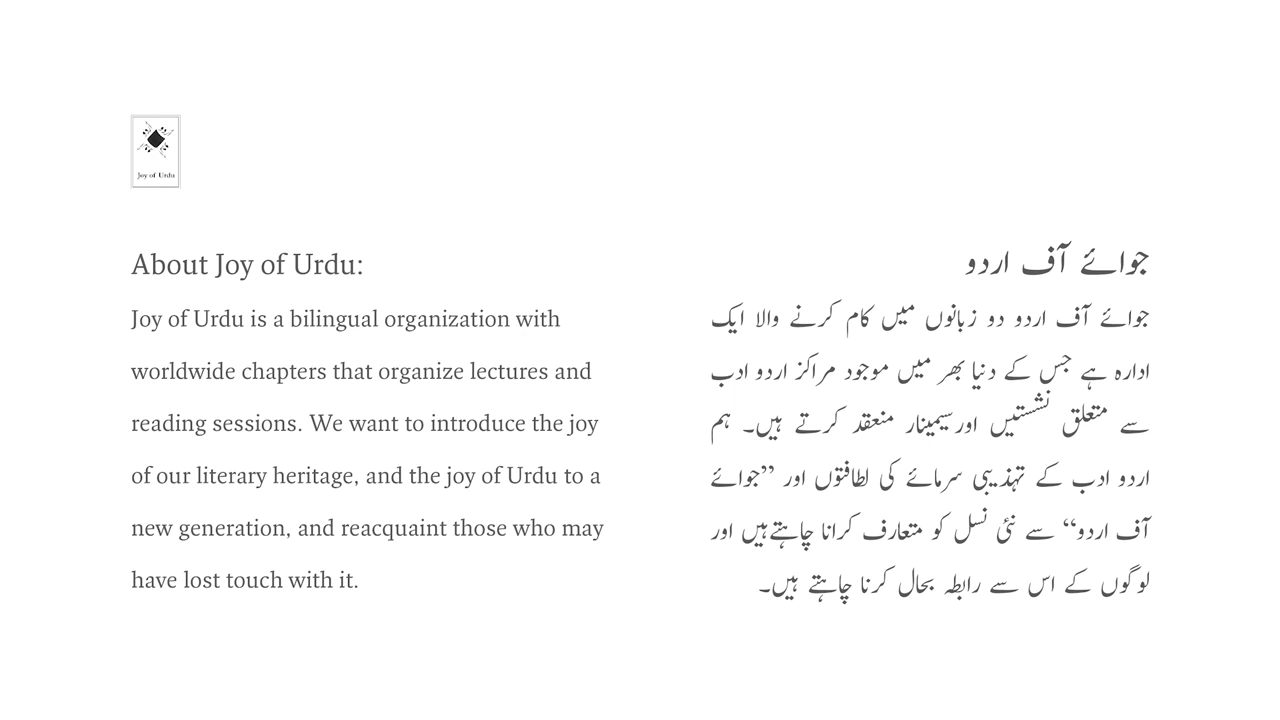 Joy of Urdu
About Joy of Urdu:
Joy of Urdu is a bilingual organization with
worldwide chapters that organize lectures and
reading sessions. We want to introduce the joy
of our literary heritage, and the joy of Urdu to a
new generation, and reacquaint those who may
have lost touch with it.
جوائے آف اردو
جوائے آف اردو دو زبانوں میں کام کرنے والا ایک
ادارہ ہے جس کے دنیا بھر میں موجود مراکز اردو ادب
سے متعلق نشستیں اور سیمینار منعقد کرتے ہیں۔ ہم
اردو ادب کے تہذیبی سرمائے کی لطافتوں اور ”جوائے
آف اردو“ سے نئی نسل کو متعارف کرانا چاہتے ہیں اور
لوگوں کے اس سے رابطہ بحال کرنا چاہتے ہیں۔